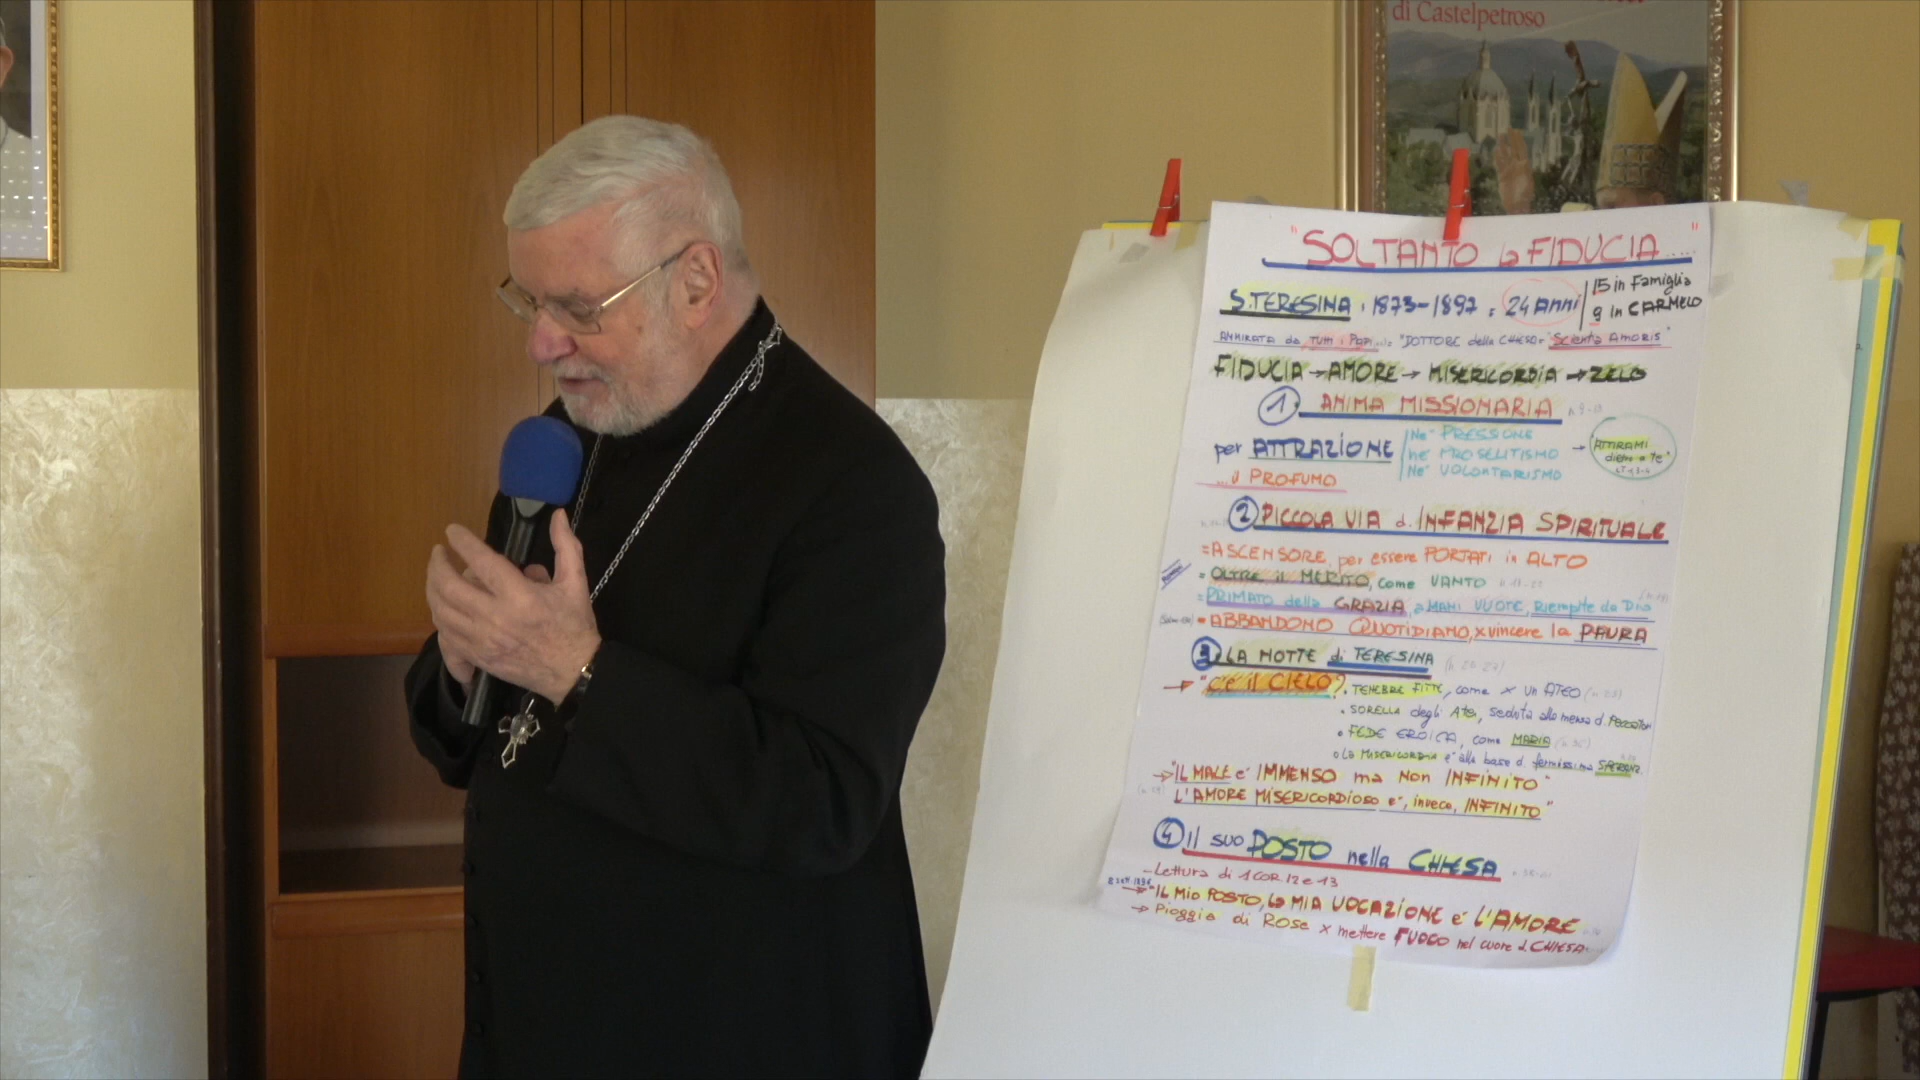 di Castelpetroso
"SOLTANTO la FIDUCIA....."
S. TERESINA: 1873-1897 = 24 Anni
15 in Famiglia
9 in CARMELO
AMMIRATA da TUTTI i PAPI...: "DOTTORE della CHIESA = "Scientia AMORIS"
FIDUCIA → AMORE → MISERICORDIA → ZELO
1 ANIMA MISSIONARIA
per ATTRAZIONE
Ne' PRESSIONE
ne' PROSELITISMO
Ne' VOLONTARISMO
→ "ATTIRAMI
dietro a Te"
... il PROFUMO
2 PICCOLA VIA d. INFANZIA SPIRITUALE
= ASCENSORE, per essere PORTATI in ALTO
= OLTRE il MERITO, come VANTO
= PRIMATO della GRAZIA, a MANI VUOTE, Riempite da Dio
= ABBANDONO QUOTIDIANO, x vincere la PAURA
3 LA NOTTE di TERESINA
→ "C'è il CIELO?
• TENEBRE FITTE, come x un ATEO
• SORELLA degli Atei, seduta alla mensa d. Peccatori
• FEDE EROICA, come MARIA
• La MISERICORDIA e' alla base d. fermissima SPERANZ.
→ "IL MALE e' IMMENSO ma Non INFINITO"
L'AMORE MISERICORDIOSO e', invece, INFINITO"
4 Il suo POSTO nella CHIESA
- Lettura di 1 COR 12 e 13
8 sett. 1896
→ "IL Mio POSTO, la MIA VOCAZIONE e' L'AMORE
→ Pioggia di Rose x mettere FUOCO nel cuore d. CHIESA....